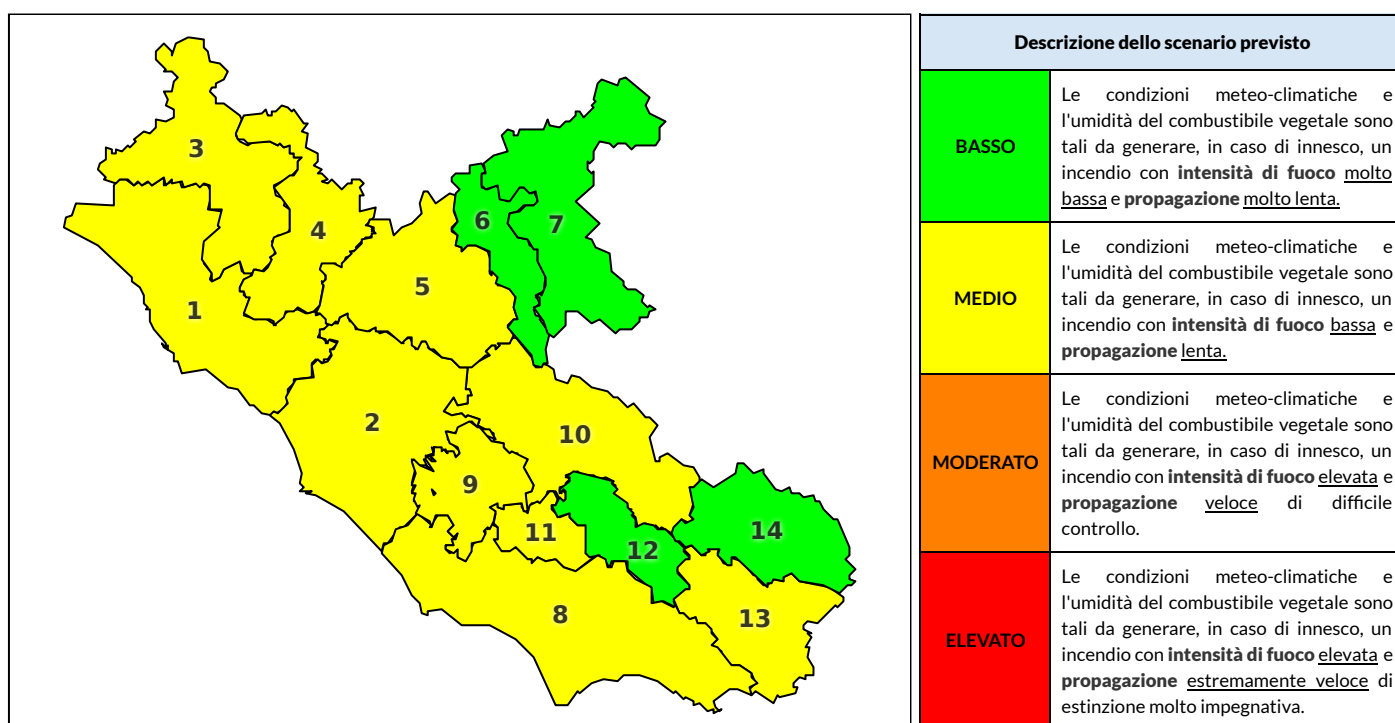 3
4
6
7
5
1
2
10
9
11
12
14
8
13
Descrizione dello scenario previsto
BASSO
Le condizioni meteo-climatiche e
l'umidità del combustibile vegetale sono
tali da generare, in caso di innesco, un
incendio con intensità di fuoco molto
bassa e propagazione molto lenta.
MEDIO
Le condizioni meteo-climatiche e
l'umidità del combustibile vegetale sono
tali da generare, in caso di innesco, un
incendio con intensità di fuoco bassa e
propagazione lenta.
MODERATO
Le condizioni meteo-climatiche e
l'umidità del combustibile vegetale sono
tali da generare, in caso di innesco, un
incendio con intensità di fuoco elevata e
propagazione veloce di difficile
controllo.
ELEVATO
Le condizioni meteo-climatiche e
l'umidità del combustibile vegetale sono
tali da generare, in caso di innesco, un
incendio con intensità di fuoco elevata e
propagazione estremamente veloce di
estinzione molto impegnativa.